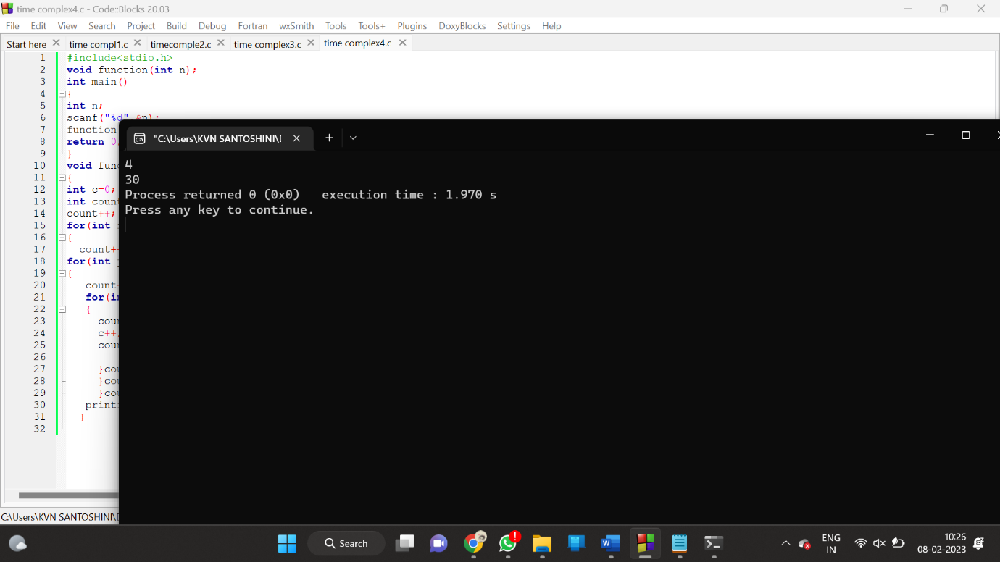 time complex4.c - Code::Blocks 20.03
File Edit View Search Project Build Debug Fortran wxSmith Tools Tools+ Plugins DoxyBlocks Settings Help
Start here time compl1.c timecomple2.c time complex3.c time complex4.c
1 #include<stdio.h>
2 void function(int n);
3 int main()
4 {
5 int n;
6 scanf("%d",&n);
7 function
8 return 0
9 }
10 void fun
11 {
12 int c=0;
13 int coun
14 count++;
15 for(int
16 {
17 count+
18 for(int
19 {
20 count
21 for(in
22 {
23 cou
24 c++
25 cou
26
27 }cou
28 }cou
29 }cou
30 print
31 }
32
"C:\Users\KVN SANTOSHINI\
4
30
Process returned 0 (0x0) execution time : 1.970 s
Press any key to continue.
C:\Users\KVN SANTOSHINI\
Search
ENG
IN
10:26
08-02-2023